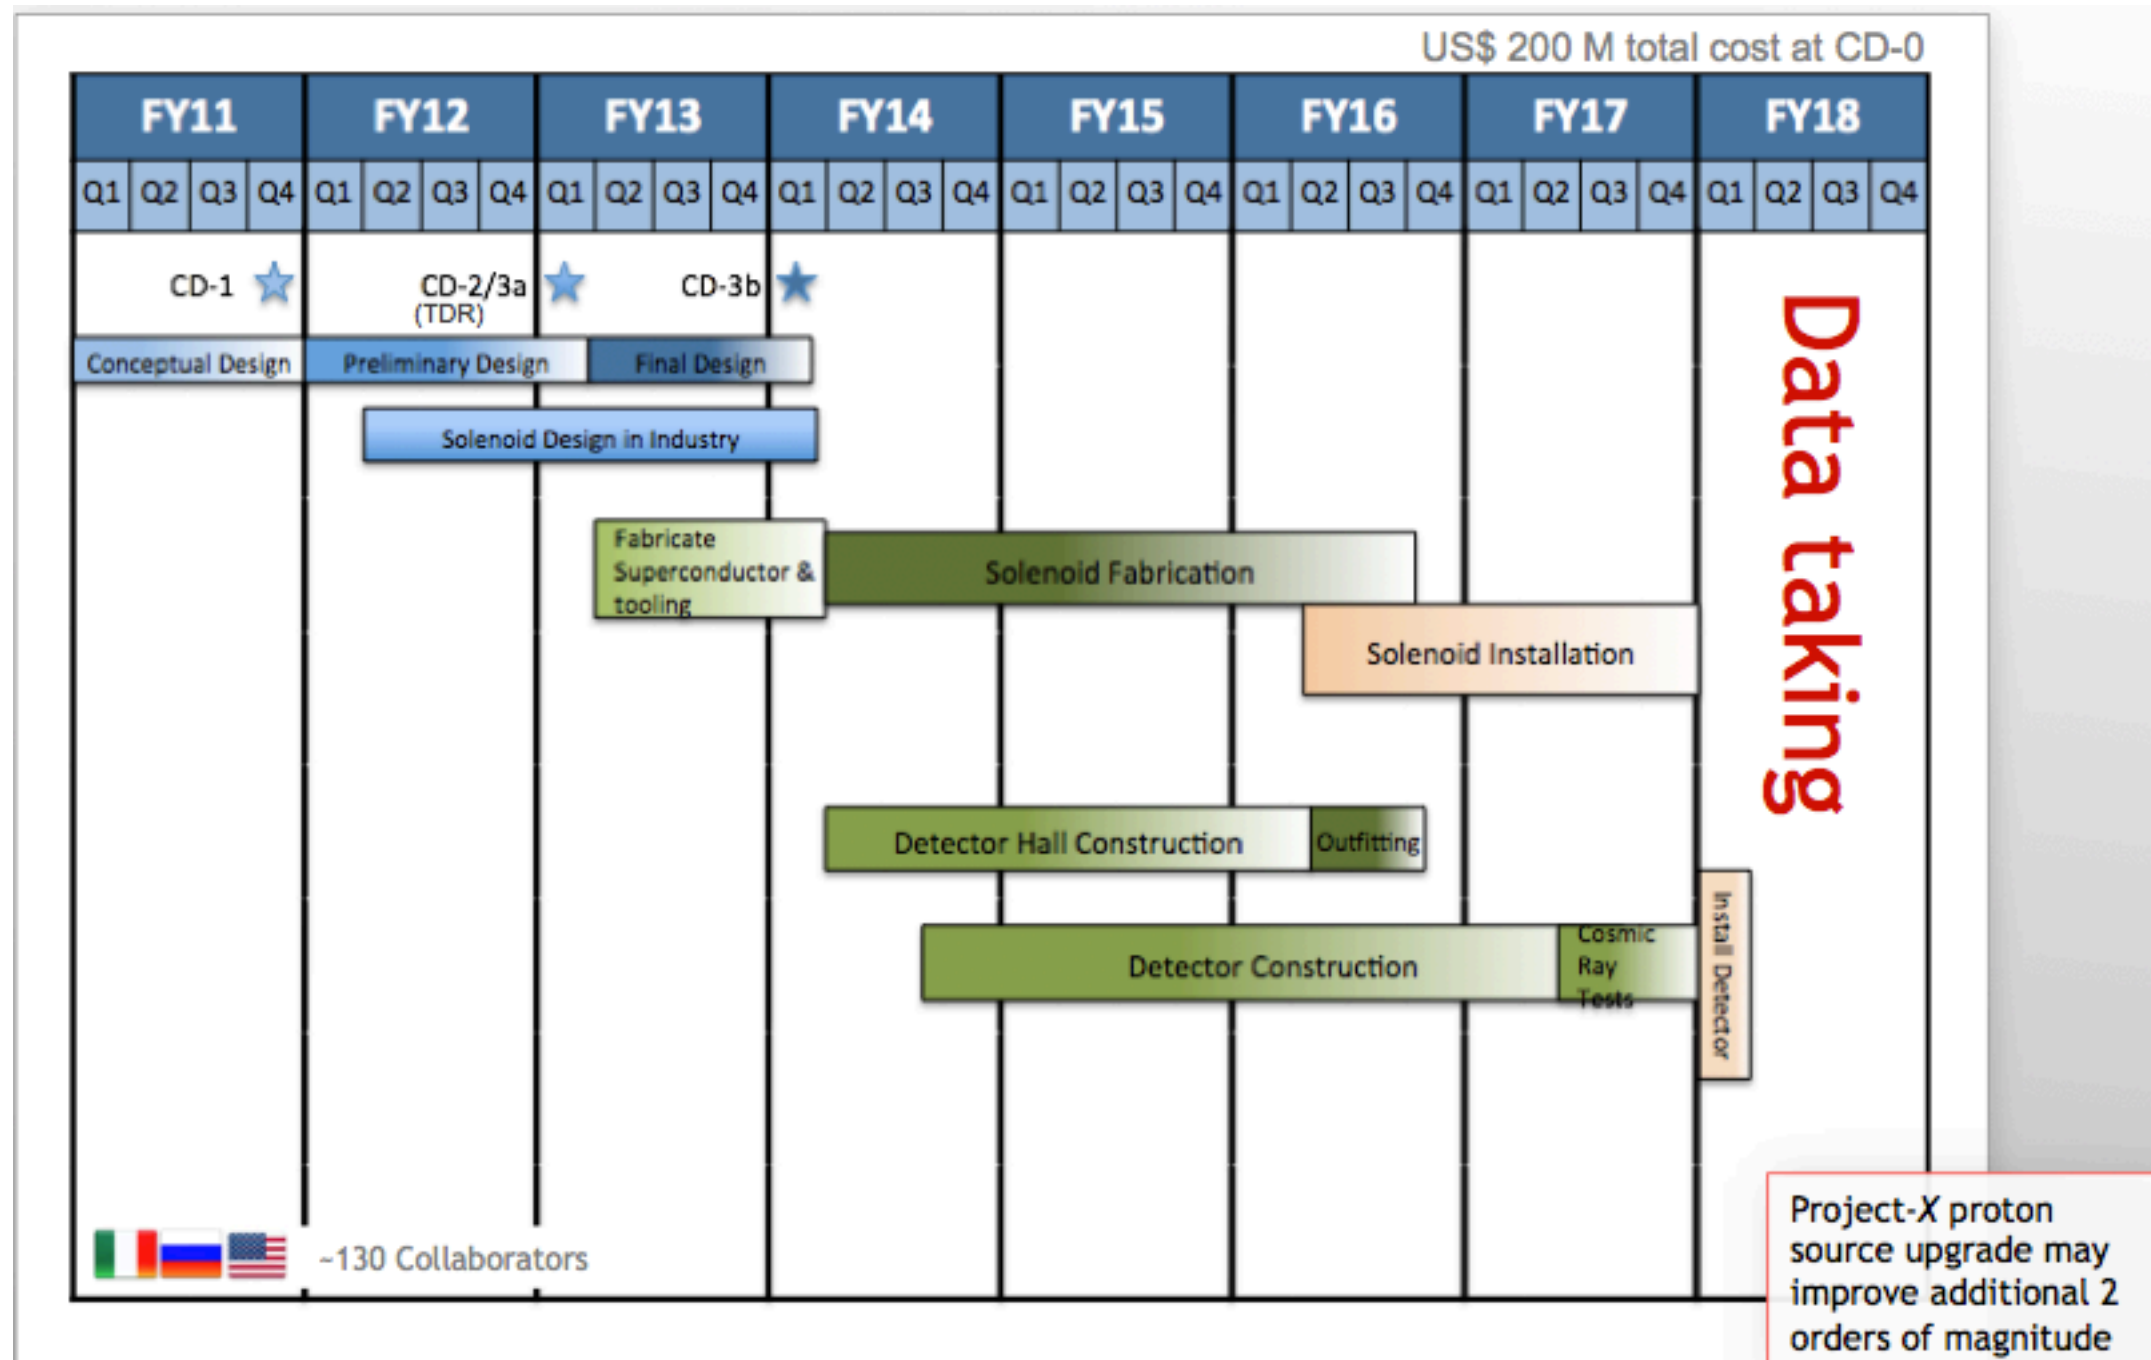 US$ 200 M total cost at CD-0
FY11 FY12 FY13 FY14 FY15 FY16 FY17 FY18
Q1 Q2 Q3 Q4 Q1 Q2 Q3 Q4 Q1 Q2 Q3 Q4 Q1 Q2 Q3 Q4 Q1 Q2 Q3 Q4 Q1 Q2 Q3 Q4 Q1 Q2 Q3 Q4 Q1 Q2 Q3 Q4
CD-1
CD-2/3a
(TDR)
CD-3b
Conceptual Design
Preliminary Design
Final Design
Solenoid Design in Industry
Fabricate
Superconductor &
tooling
Solenoid Fabrication
Solenoid Installation
Data taking
Detector Hall Construction
Outfitting
Detector Construction
Cosmic
Ray
Tests
Install Detector
~130 Collaborators
Project-X proton
source upgrade may
improve additional 2
orders of magnitude